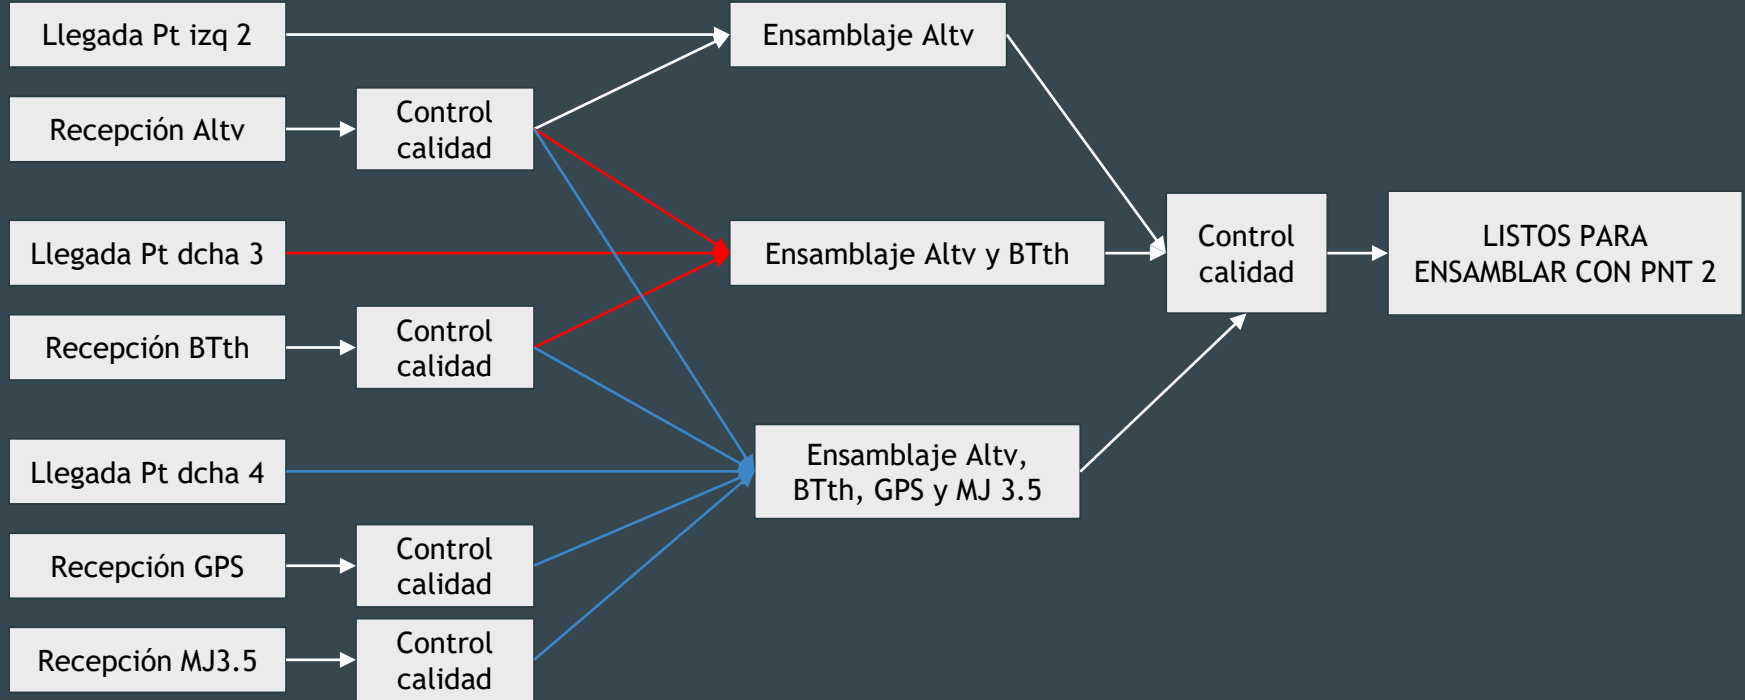 Llegada Pt izq 2
Ensamblaje Altv
Recepción Altv
Control
calidad
Llegada Pt dcha 3
Ensamblaje Altv y BTth
Control
calidad
LISTOS PARA
ENSAMBLAR CON PNT 2
Recepción BTth
Control
calidad
Llegada Pt dcha 4
Ensamblaje Altv,
BTth, GPS y MJ 3.5
Recepción GPS
Control
calidad
Recepción MJ3.5
Control
calidad